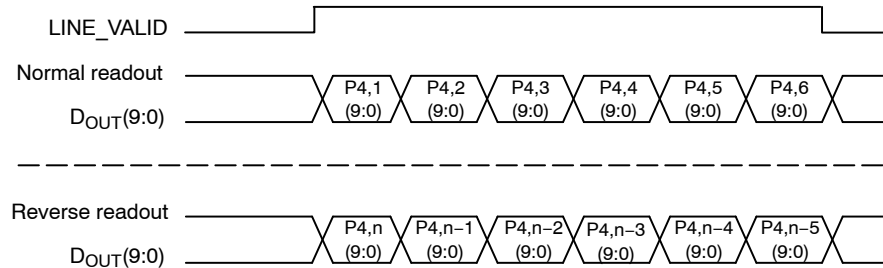 LINE_VALID
Normal readout
P4,1 P4,2 P4,3 P4,4 P4,5 P4,6
(9:0) (9:0) (9:0) (9:0) (9:0) (9:0)
DOUT(9:0)
Reverse readout
P4,n P4,n−1 P4,n−2 P4,n−3 P4,n−4 P4,n−5
(9:0) (9:0) (9:0) (9:0) (9:0) (9:0)
DOUT(9:0)